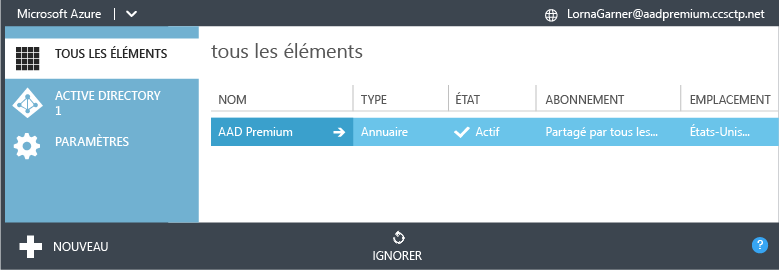 Microsoft Azure
LornaGarner@aadpremium.ccsctp.net
TOUS LES ÉLÉMENTS
ACTIVE DIRECTORY
1
PARAMÈTRES
tous les éléments
NOM TYPE ÉTAT ABONNEMENT EMPLACEMENT
AAD Premium Annuaire Actif Partagé par tous les... États-Unis...
NOUVEAU
IGNORER
?